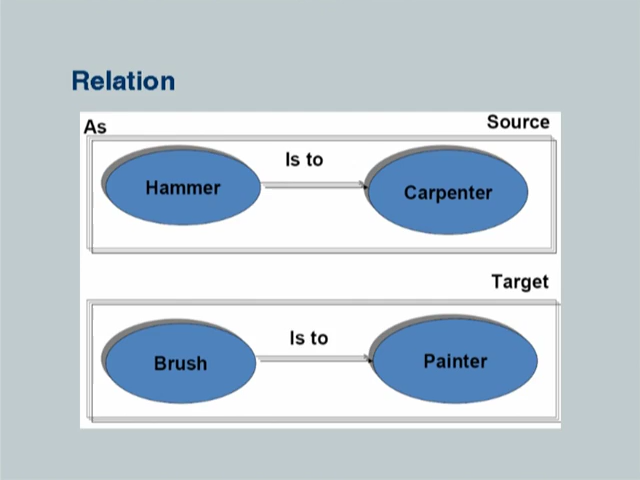 Relation
As
Source
Is to
Hammer
Carpenter
Target
Is to
Brush
Painter